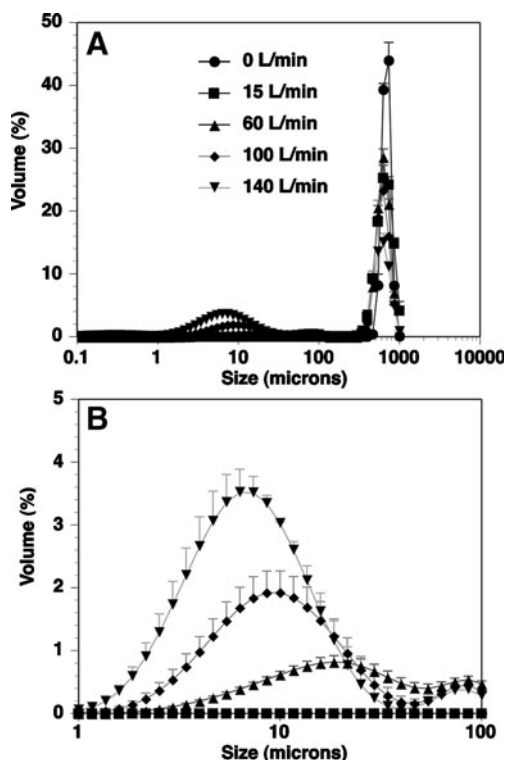 A
50
40
30
20
10
0
Volume (%)
0 L/min
15 L/min
60 L/min
100 L/min
140 L/min
0.1 1 10 100 1000 10000
Size (microns)
B
5
4
3
2
1
0
Volume (%)
1 10 100
Size (microns)